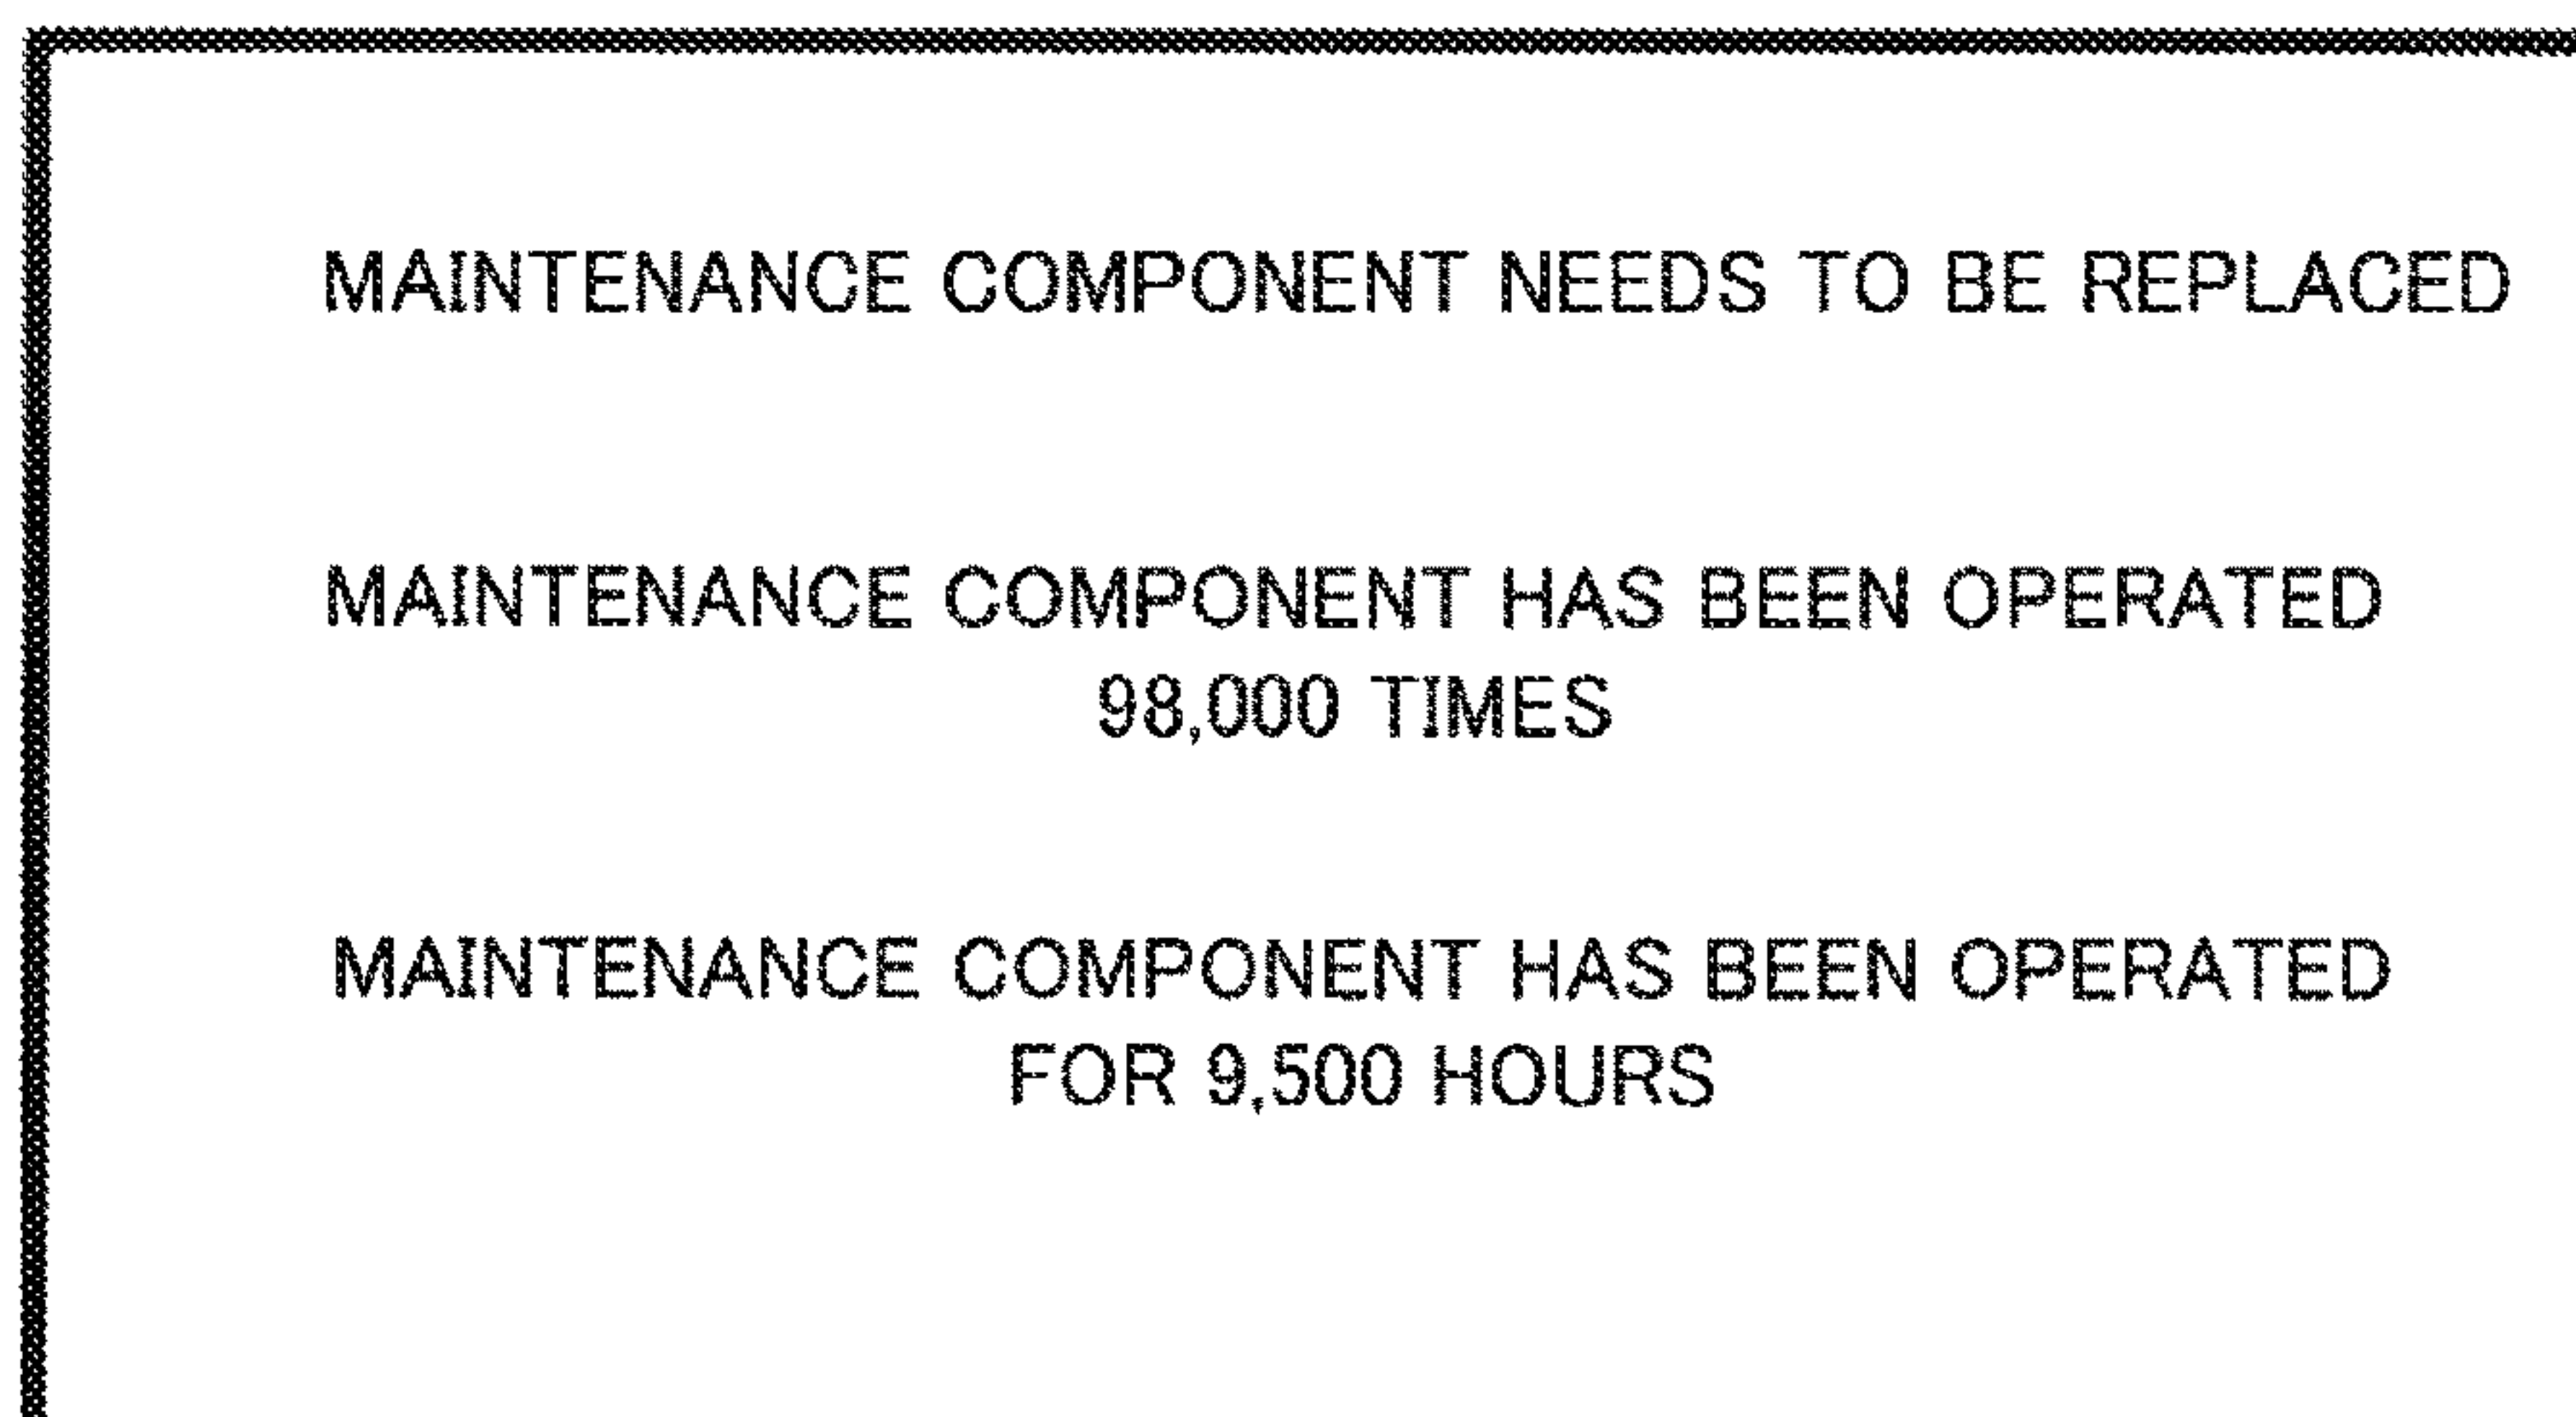 MAINTENANCE COMPONENT NEEDS TO BE REPLACED
MAINTENANCE COMPONENT HAS BEEN OPERATED
98,000 TIMES
MAINTENANCE COMPONENT HAS BEEN OPERATED
FOR 9,500 HOURS